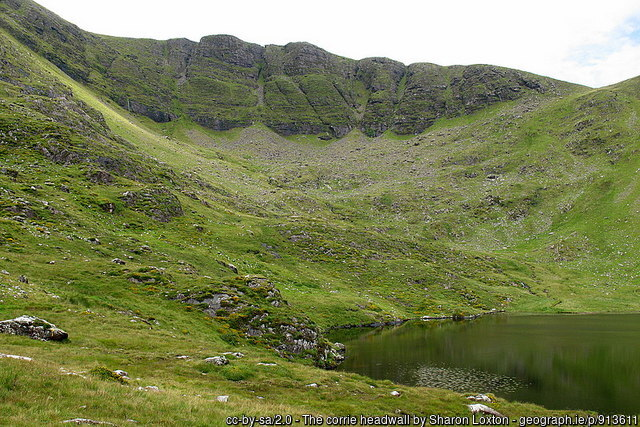 cc-by-sa/2.0 - The corrie headwall by Sharon Loxton - geograph.ie/p/913611